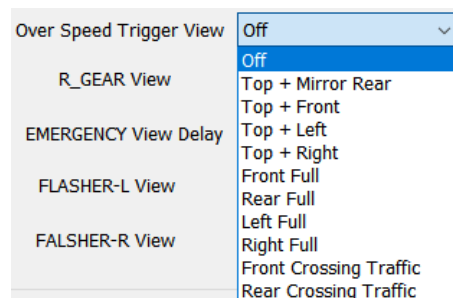 Over Speed Trigger View Off
Off
R_GEAR View
Top + Mirror Rear
Top + Front
EMERGENCY View Delay
Top + Left
Top + Right
FLASHER-L View
Front Full
Rear Full
Left Full
FALSHER-R View
Right Full
Front Crossing Traffic
Rear Crossing Traffic